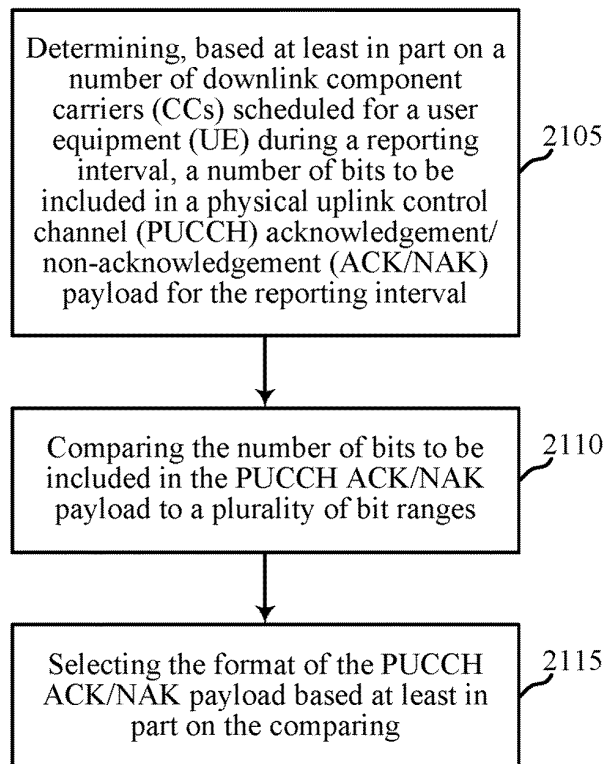 Determining, based at least in part on a
number of downlink component
carriers (CCs) scheduled for a user
equipment (UE) during a reporting
interval, a number of bits to be
included in a physical uplink control
channel (PUCCH) acknowledgement/
non-acknowledgement (ACK/NAK)
payload for the reporting interval
2105
Comparing the number of bits to be
included in the PUCCH ACK/NAK
payload to a plurality of bit ranges
2110
Selecting the format of the PUCCH
ACK/NAK payload based at least in
part on the comparing
2115